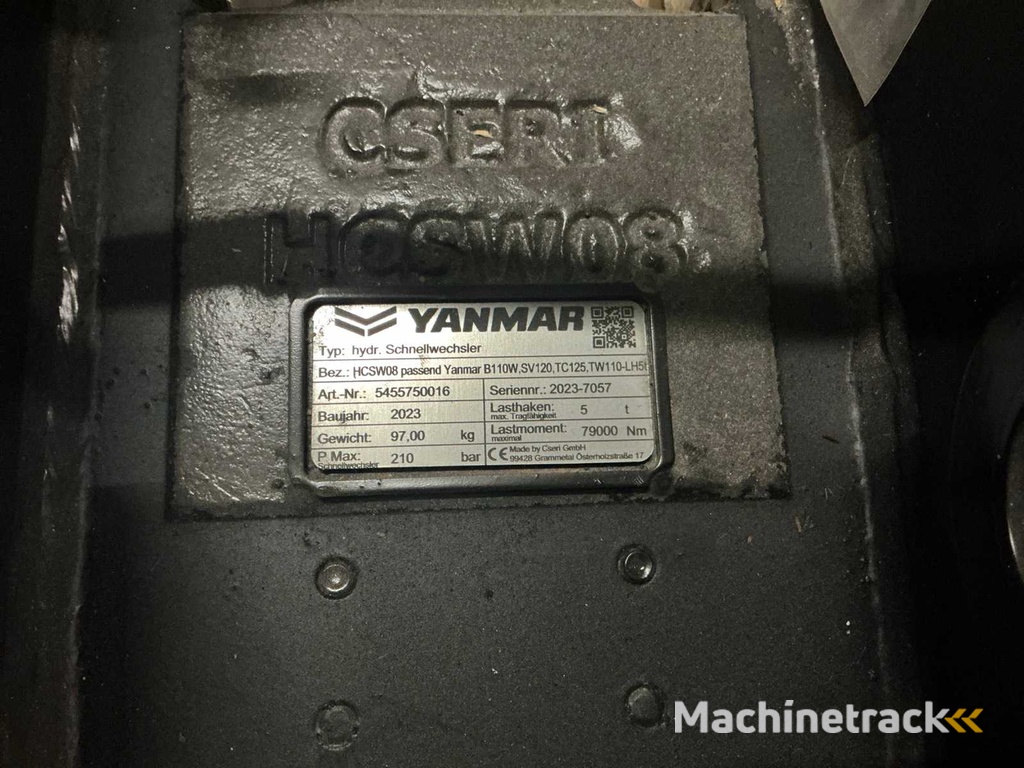 CSERI
HCSW08
YANMAR
Typ: hydr. Schnellwechsler
Bez.: HCSW08 passend Yanmar B110W,SV120,TC125,TW110-LH5
Art.-Nr.: 5455750016
Seriennr.: 2023-7057
Baujahr: 2023
Lasthaken: 5 t
max. Tragfähigkeit
Gewicht: 97,00 kg
Lastmoment: 79000 Nm
maximal
P Max: 210 bar
Schnellwechsler
CE Made by Cseri GmbH
99428 Grammetal Osterholzstraße 17
Machinetrack